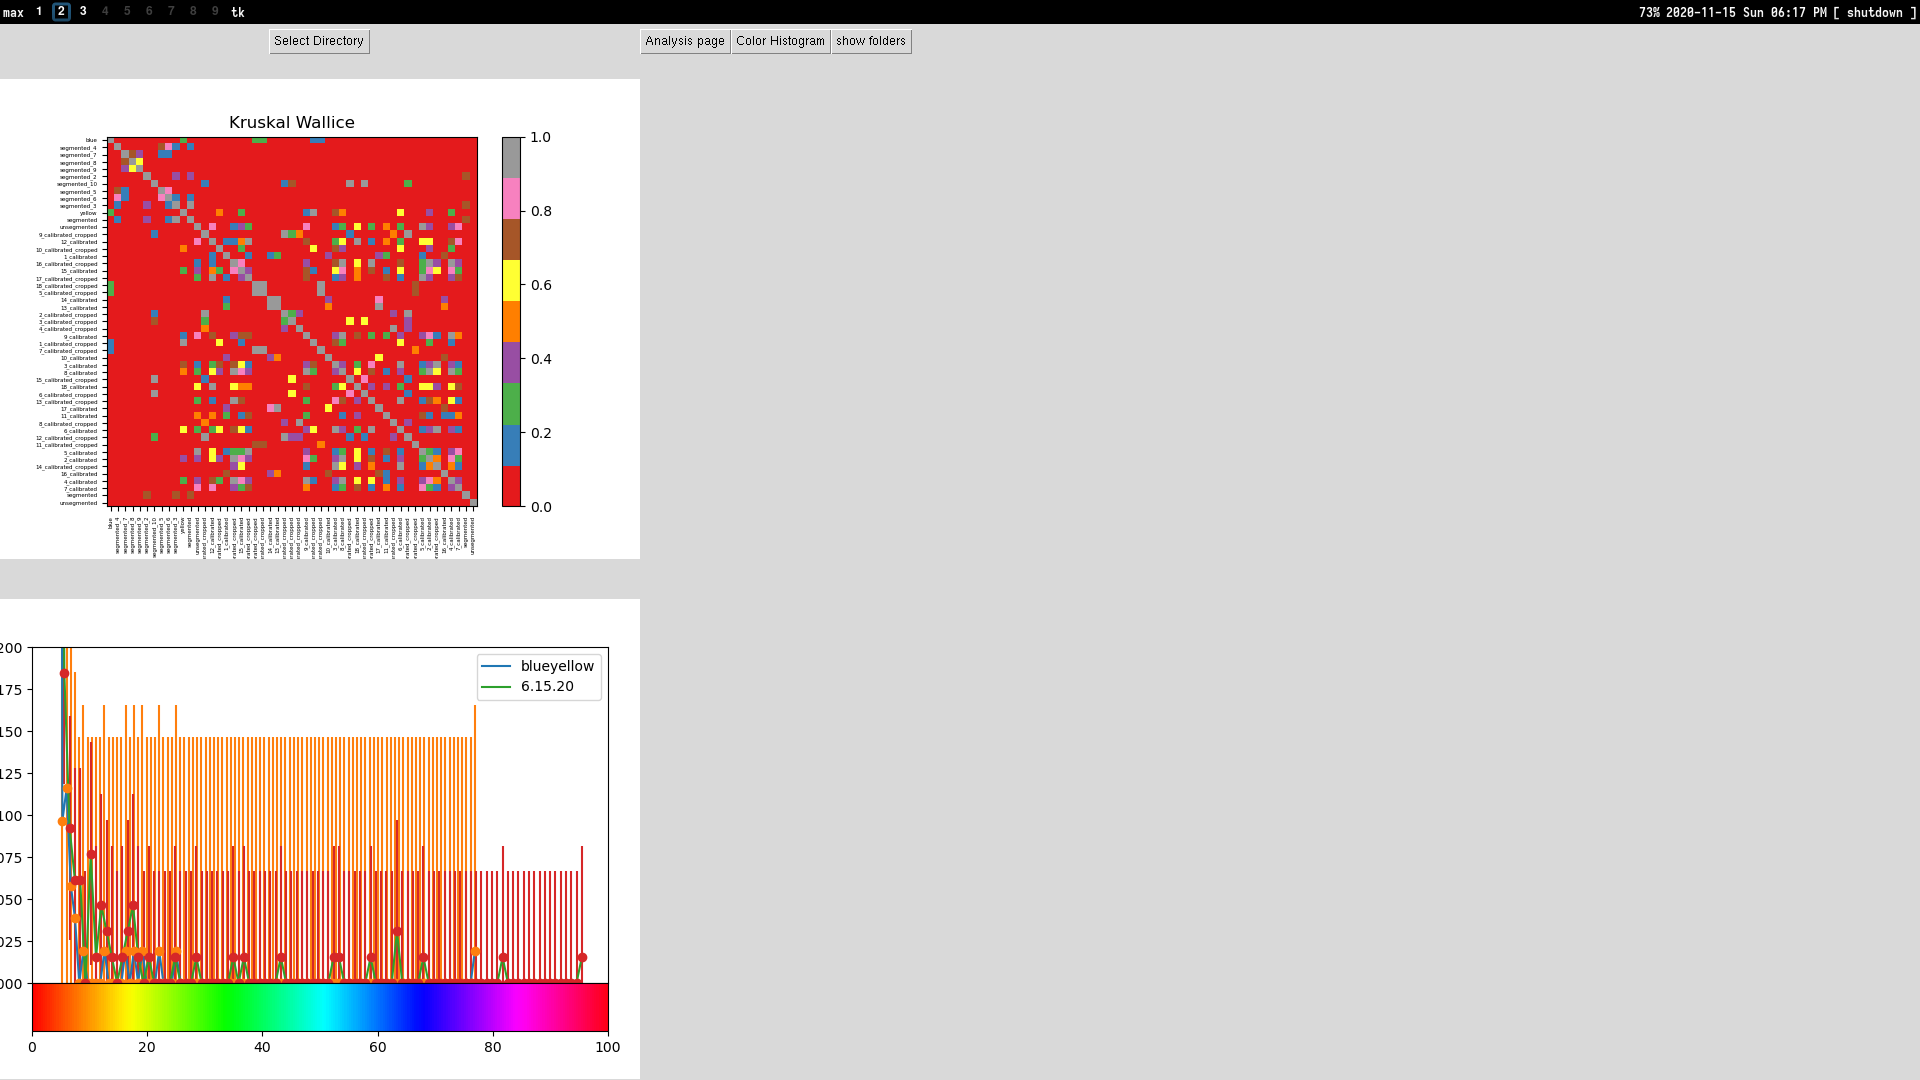 max 1 2 3 4 5 6 7 8 9 tk
73% 2020-11-15 Sun 06:17 PM [ shutdown ]
Select Directory
Analysis page
Color Histogram
show folders
Kruskal Wallice
blue
segmented_4
segmented_7
segmented_8
segmented_9
segmented_2
segmented_10
segmented_5
segmented_6
segmented_3
yellow
segmented
unsegmented
9_calibrated_cropped
12_calibrated
10_calibrated_cropped
1_calibrated
16_calibrated_cropped
15_calibrated
17_calibrated_cropped
18_calibrated_cropped
5_calibrated_cropped
14_calibrated
13_calibrated
2_calibrated_cropped
3_calibrated_cropped
4_calibrated_cropped
9_calibrated
1_calibrated_cropped
7_calibrated_cropped
10_calibrated
3_calibrated
8_calibrated
15_calibrated_cropped
18_calibrated
6_calibrated_cropped
13_calibrated_cropped
17_calibrated
11_calibrated
8_calibrated_cropped
6_calibrated
12_calibrated_cropped
11_calibrated_cropped
5_calibrated
2_calibrated
14_calibrated_cropped
16_calibrated
4_calibrated
7_calibrated
segmented
unsegmented
1.0
0.8
0.6
0.4
0.2
0.0
blueyellow
6.15.20
200
175
150
125
100
075
050
025
000
0
20
40
60
80
100